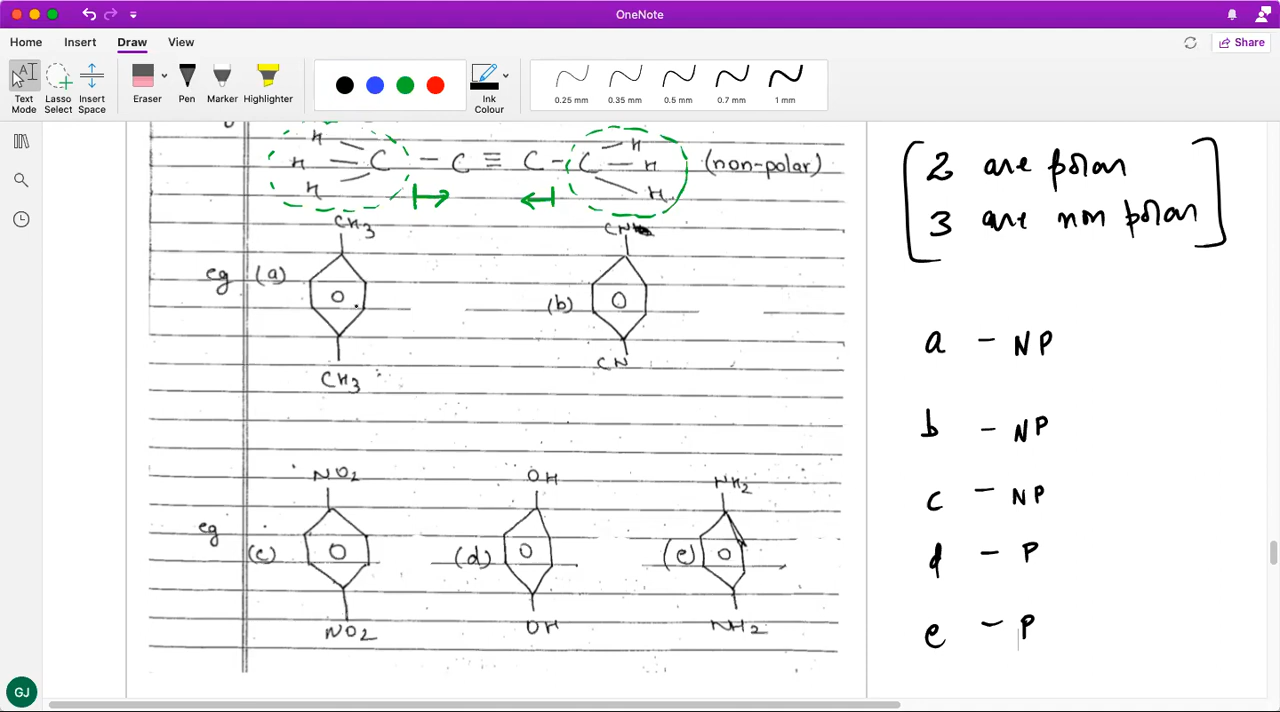 OneNote
Home Insert Draw View
Share
Text Mode
Lasso Select
Insert Space
Eraser
Pen
Marker
Highlighter
Ink Colour
0.25 mm
0.35 mm
0.5 mm
0.7 mm
1 mm
H H
H — C — C ≡ C — C — H (non-polar)
H H
2 are polar
3 are non polar
CH3 CN
eg (a) (b)
CH3 CN
a - NP
b - NP
c - NP
d - P
e - P
NO2 OH NH2
eg (c) (d) (e)
NO2 OH NH2
GJ